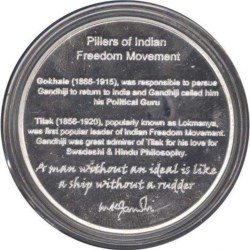 Pillers of Indian
Freedom Movement
Gokhale (1866-1915), was responsible to persue
Gandhiji to return to India and Gandhiji called him
his Political Guru
Tilak (1856-1920), popularly known as Lokmanya,
was first popular leader of Indian Freedom Movement.
Gandhiji was great admirer of Tilak for his love for
Swadeshi & Hindu Philosophy.
A man without an ideal is like
a ship without a rudder
mkgandhi